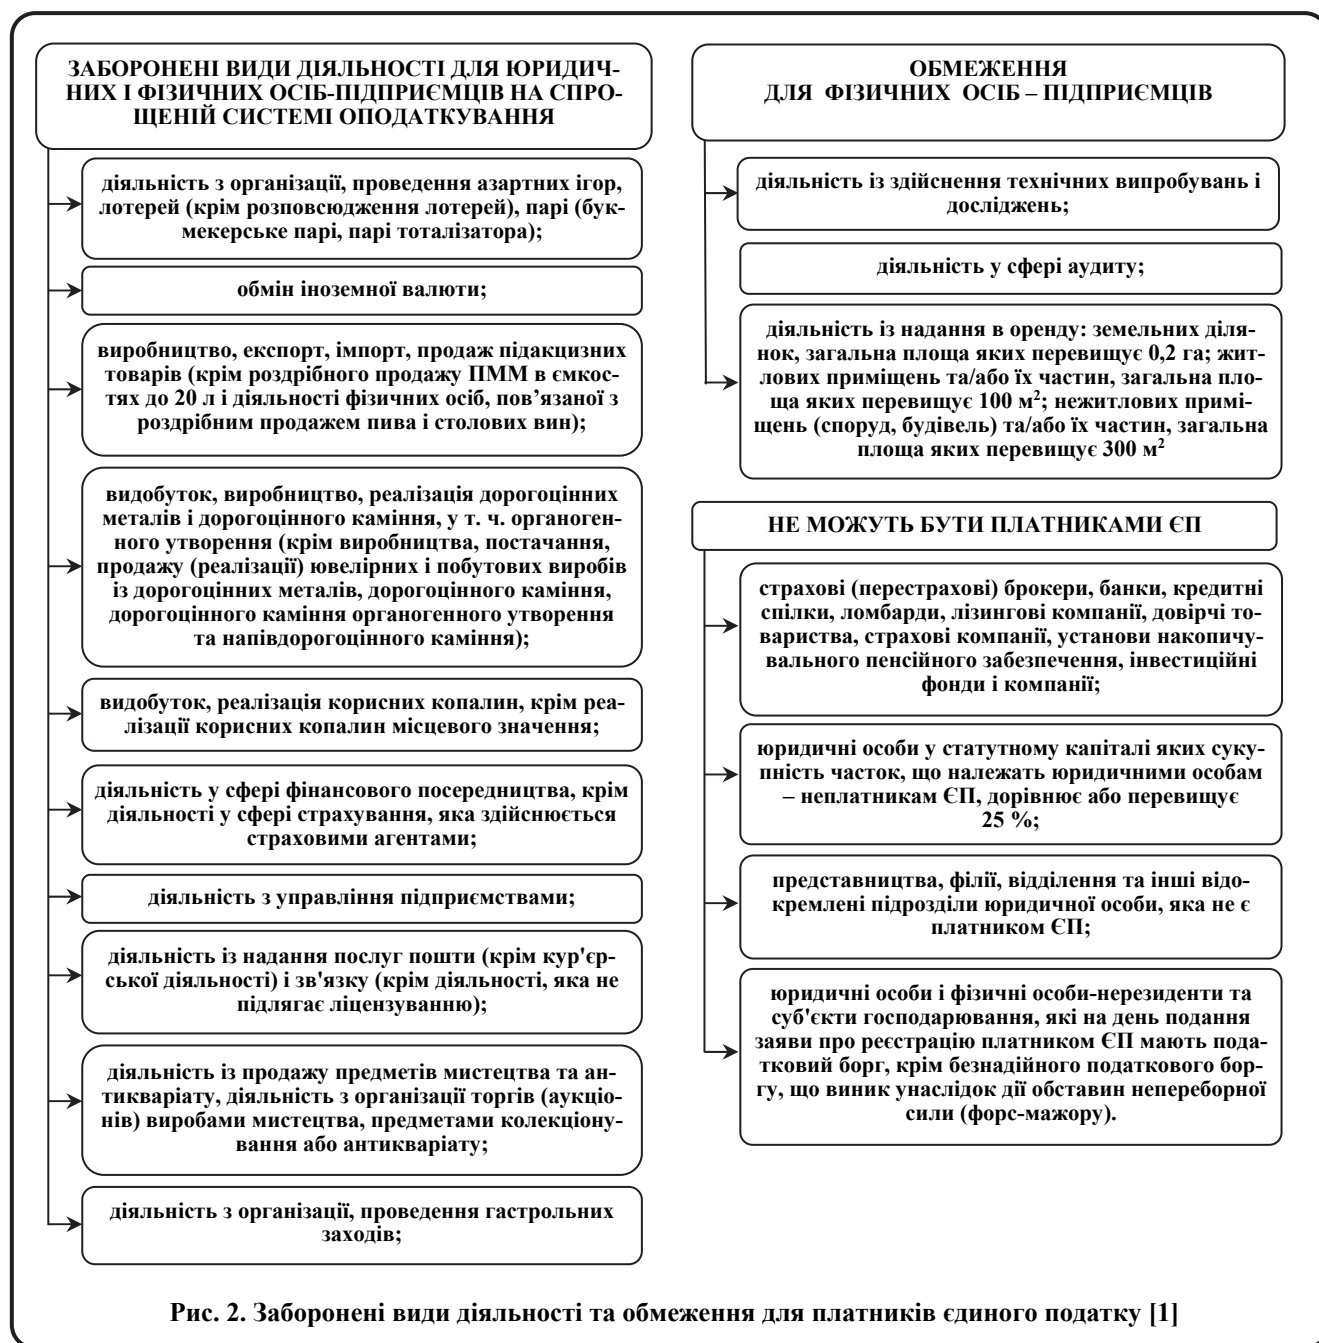 ЗАБОРОНЕНІ ВИДИ ДІЯЛЬНОСТІ ДЛЯ ЮРИДИЧ-
НИХ І ФІЗИЧНИХ ОСІБ-ПІДПРИЄМЦІВ НА СПРО-
ЩЕНІЙ СИСТЕМІ ОПОДАТКУВАННЯ
діяльність з організації, проведення азартних ігор,
лотерей (крім розповсюдження лотерей), парі (бук-
мекерське парі, парі тоталізатора);
обмін іноземної валюти;
виробництво, експорт, імпорт, продаж підакцизних
товарів (крім роздрібного продажу ПММ в ємкос-
тях до 20 л і діяльності фізичних осіб, пов’язаної з
роздрібним продажем пива і столових вин);
видобуток, виробництво, реалізація дорогоцінних
металів і дорогоцінного каміння, у т. ч. органоген-
ного утворення (крім виробництва, постачання,
продажу (реалізації) ювелірних і побутових виробів
із дорогоцінних металів, дорогоцінного каміння,
дорогоцінного каміння органогенного утворення
та напівдорогоцінного каміння);
видобуток, реалізація корисних копалин, крім реа-
лізації корисних копалин місцевого значення;
діяльність у сфері фінансового посередництва, крім
діяльності у сфері страхування, яка здійснюється
страховими агентами;
діяльність з управління підприємствами;
діяльність із надання послуг пошти (крім кур'єр-
ської діяльності) і зв'язку (крім діяльності, яка не
підлягає ліцензуванню);
діяльність із продажу предметів мистецтва та ан-
тикваріату, діяльність з організації торгів (аукціо-
нів) виробами мистецтва, предметами колекціону-
вання або антикваріату;
діяльність з організації, проведення гастрольних
заходів;
ОБМЕЖЕННЯ
ДЛЯ ФІЗИЧНИХ ОСІБ – ПІДПРИЄМЦІВ
діяльність із здійснення технічних випробувань і
досліджень;
діяльність у сфері аудиту;
діяльність із надання в оренду: земельних діля-
нок, загальна площа яких перевищує 0,2 га; жит-
лових приміщень та/або їх частин, загальна пло-
ща яких перевищує 100 м²; нежитлових примі-
щень (споруд, будівель) та/або їх частин, загальна
площа яких перевищує 300 м²
НЕ МОЖУТЬ БУТИ ПЛАТНИКАМИ ЄП
страхові (перестрахові) брокери, банки, кредитні
спілки, ломбарди, лізингові компанії, довірчі то-
вариства, страхові компанії, установи накопичу-
вального пенсійного забезпечення, інвестиційні
фонди і компанії;
юридичні особи у статутному капіталі яких суку-
пність часток, що належать юридичними особам
– неплатникам ЄП, дорівнює або перевищує
25 %;
представництва, філії, відділення та інші відо-
кремлені підрозділи юридичної особи, яка не є
платником ЄП;
юридичні особи і фізичні особи-нерезиденти та
суб'єкти господарювання, які на день подання
заяви про реєстрацію платником ЄП мають пода-
тковий борг, крім безнадійного податкового бор-
гу, що виник унаслідок дії обставин непереборної
сили (форс-мажору).
Рис. 2. Заборонені види діяльності та обмеження для платників єдиного податку [1]